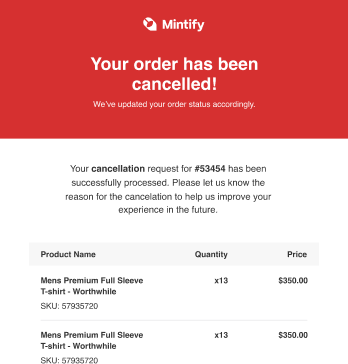 Mintify
Your order has been
cancelled!
We've updated your order status accordingly.
Your cancellation request for #53454 has been
successfully processed. Please let us know the
reason for the cancelation to help us improve your
experience in the future.
Product Name Quantity Price
Mens Premium Full Sleeve x13 $350.00
T-shirt - Worthwhile
SKU: 57935720
Mens Premium Full Sleeve x13 $350.00
T-shirt - Worthwhile
SKU: 57935720